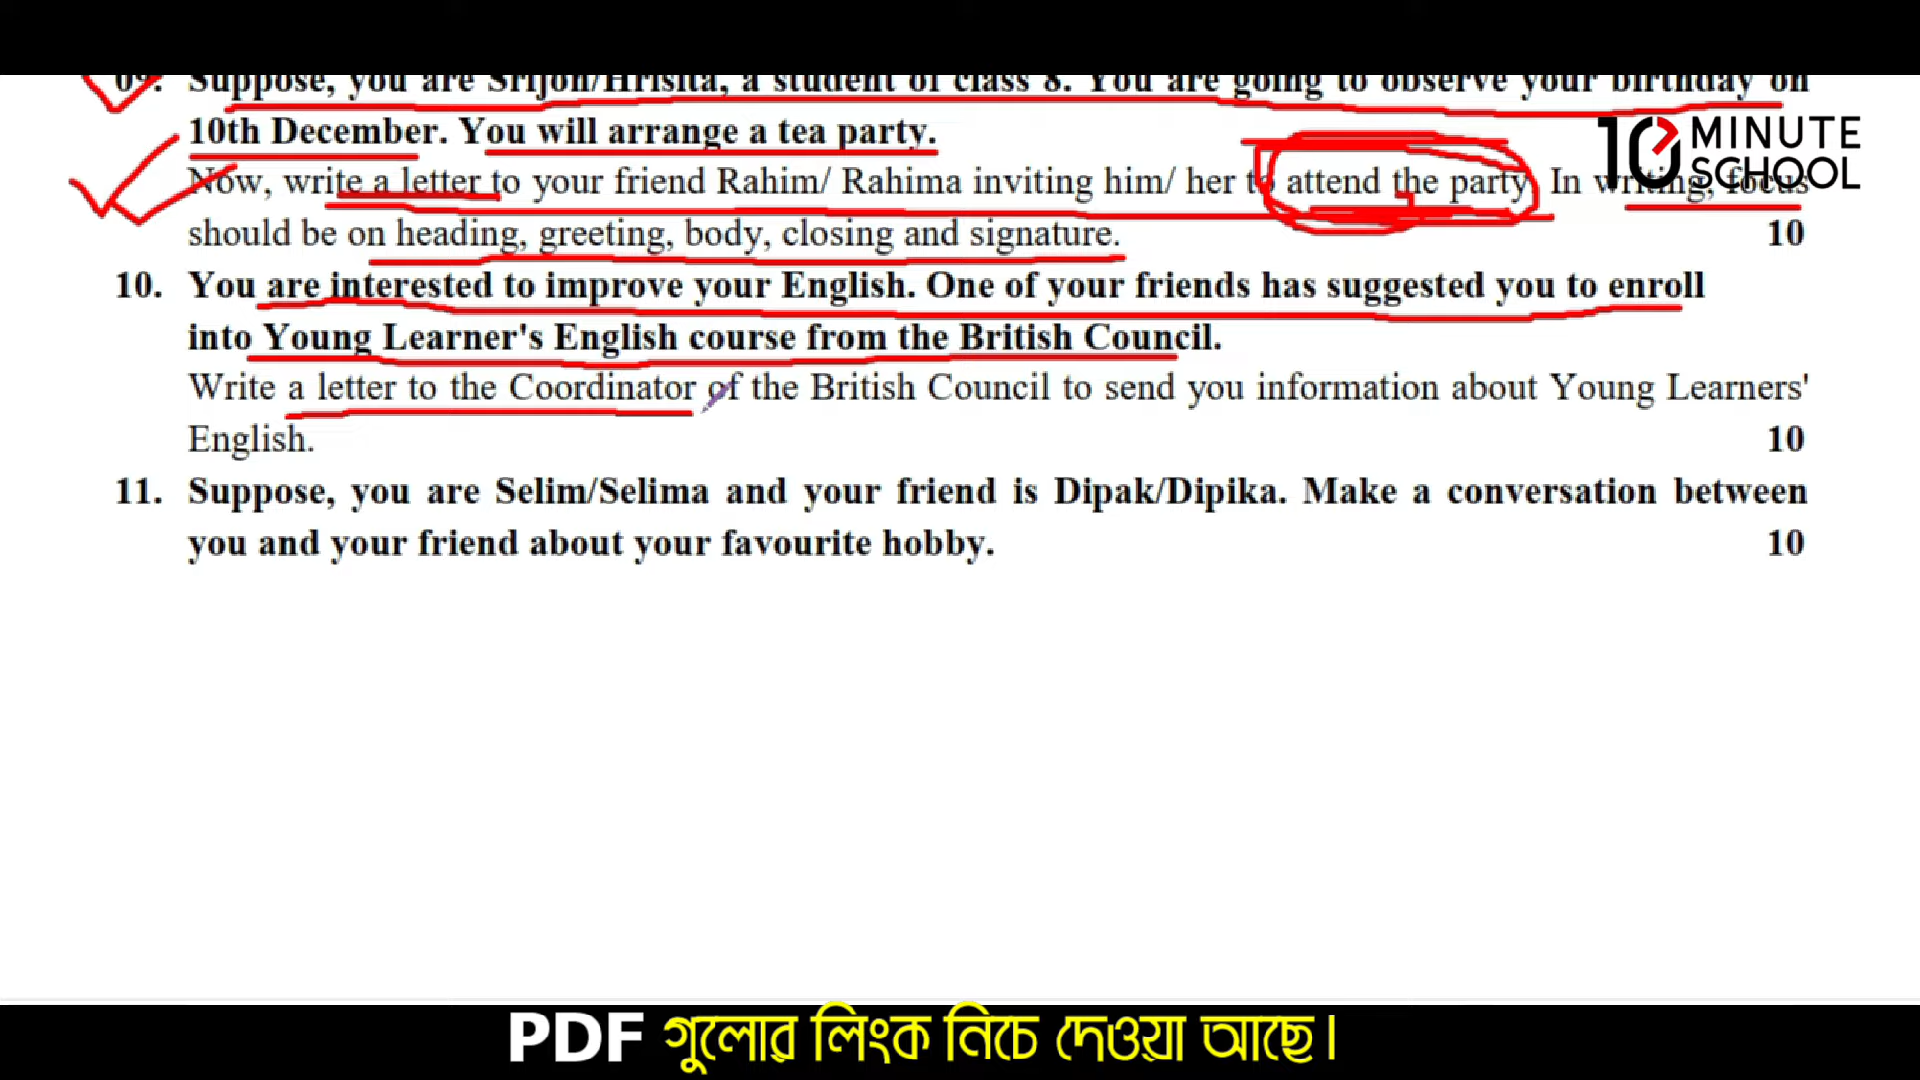 09. Suppose, you are Srijon/Hrisita, a student of class 8. You are going to observe your birthday on
10th December. You will arrange a tea party.
Now, write a letter to your friend Rahim/ Rahima inviting him/ her to attend the party. In writing, focus
should be on heading, greeting, body, closing and signature. 10
10. You are interested to improve your English. One of your friends has suggested you to enroll
into Young Learner's English course from the British Council.
Write a letter to the Coordinator of the British Council to send you information about Young Learners'
English. 10
11. Suppose, you are Selim/Selima and your friend is Dipak/Dipika. Make a conversation between
you and your friend about your favourite hobby. 10
10 MINUTE
SCHOOL
PDF গুলোর লিংক নিচে দেওয়া আছে।